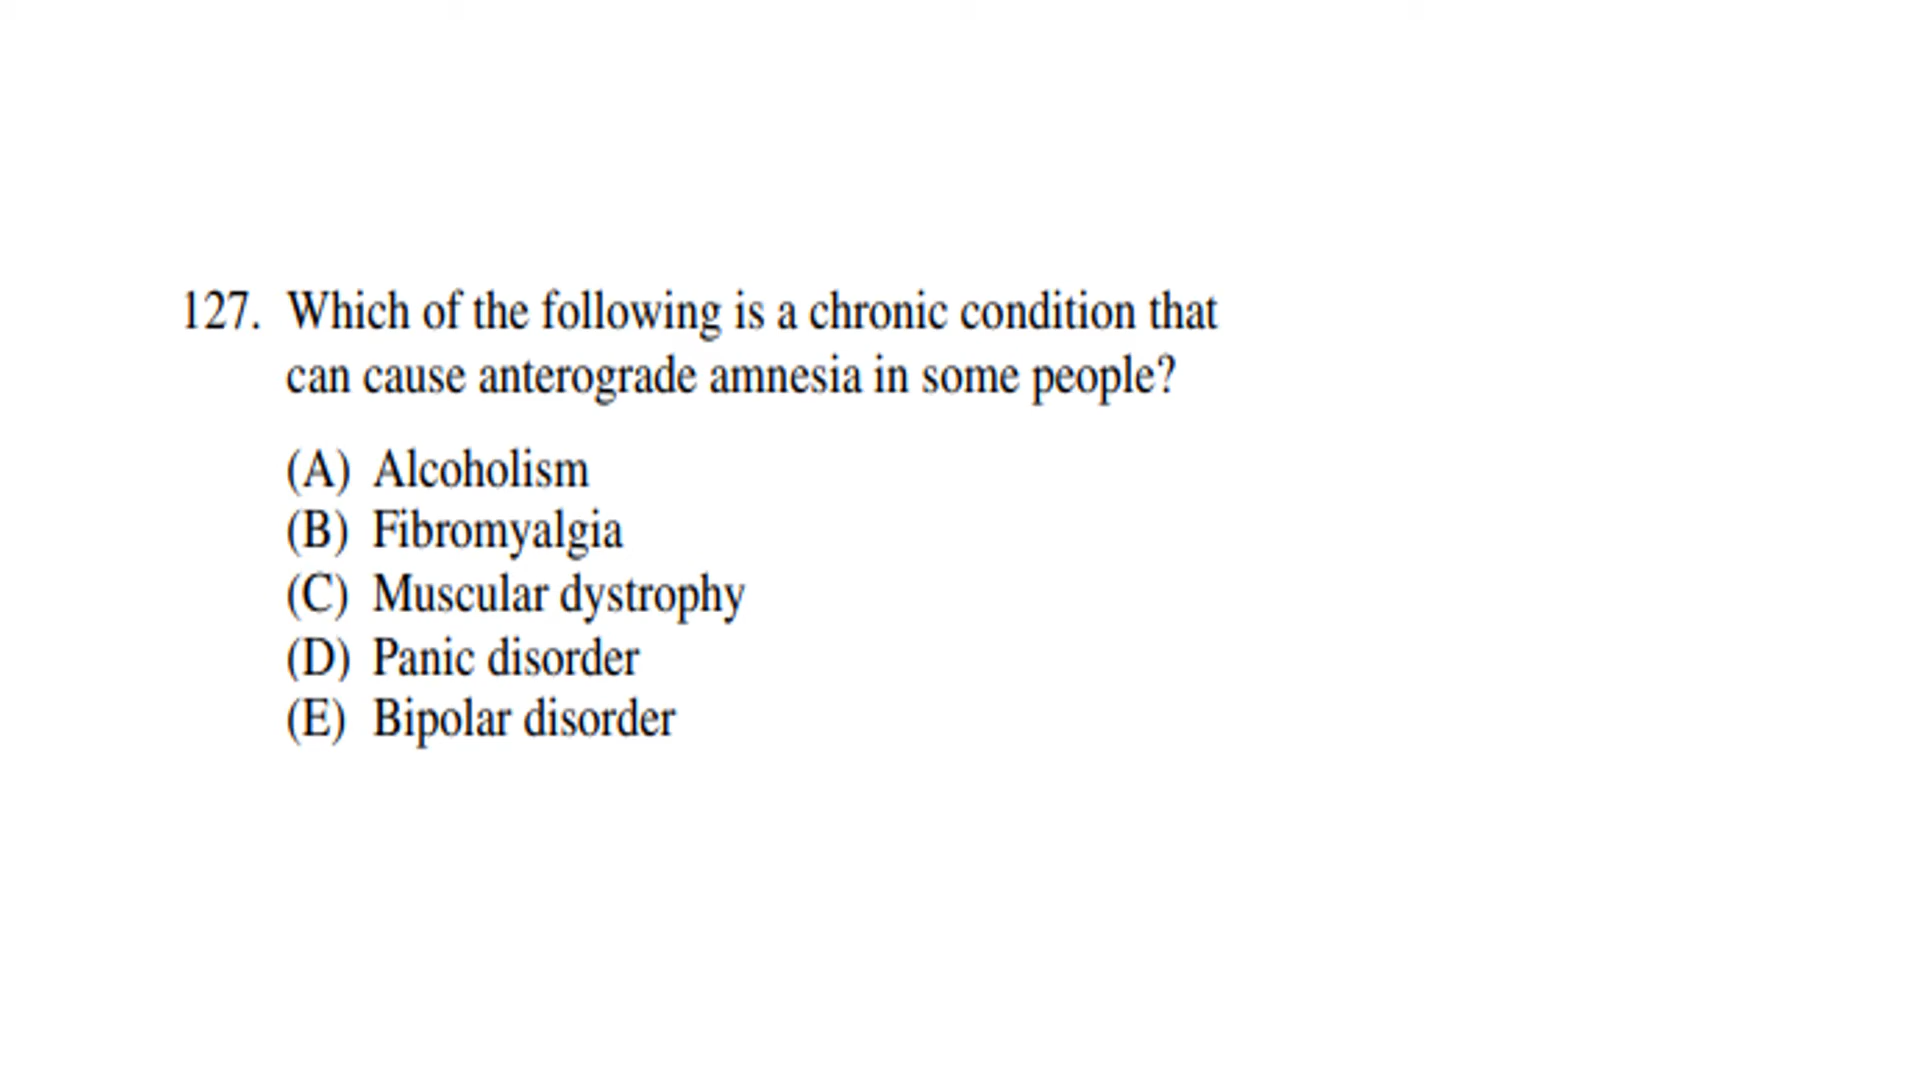 127. Which of the following is a chronic condition that
can cause anterograde amnesia in some people?
(A) Alcoholism
(B) Fibromyalgia
(C) Muscular dystrophy
(D) Panic disorder
(E) Bipolar disorder